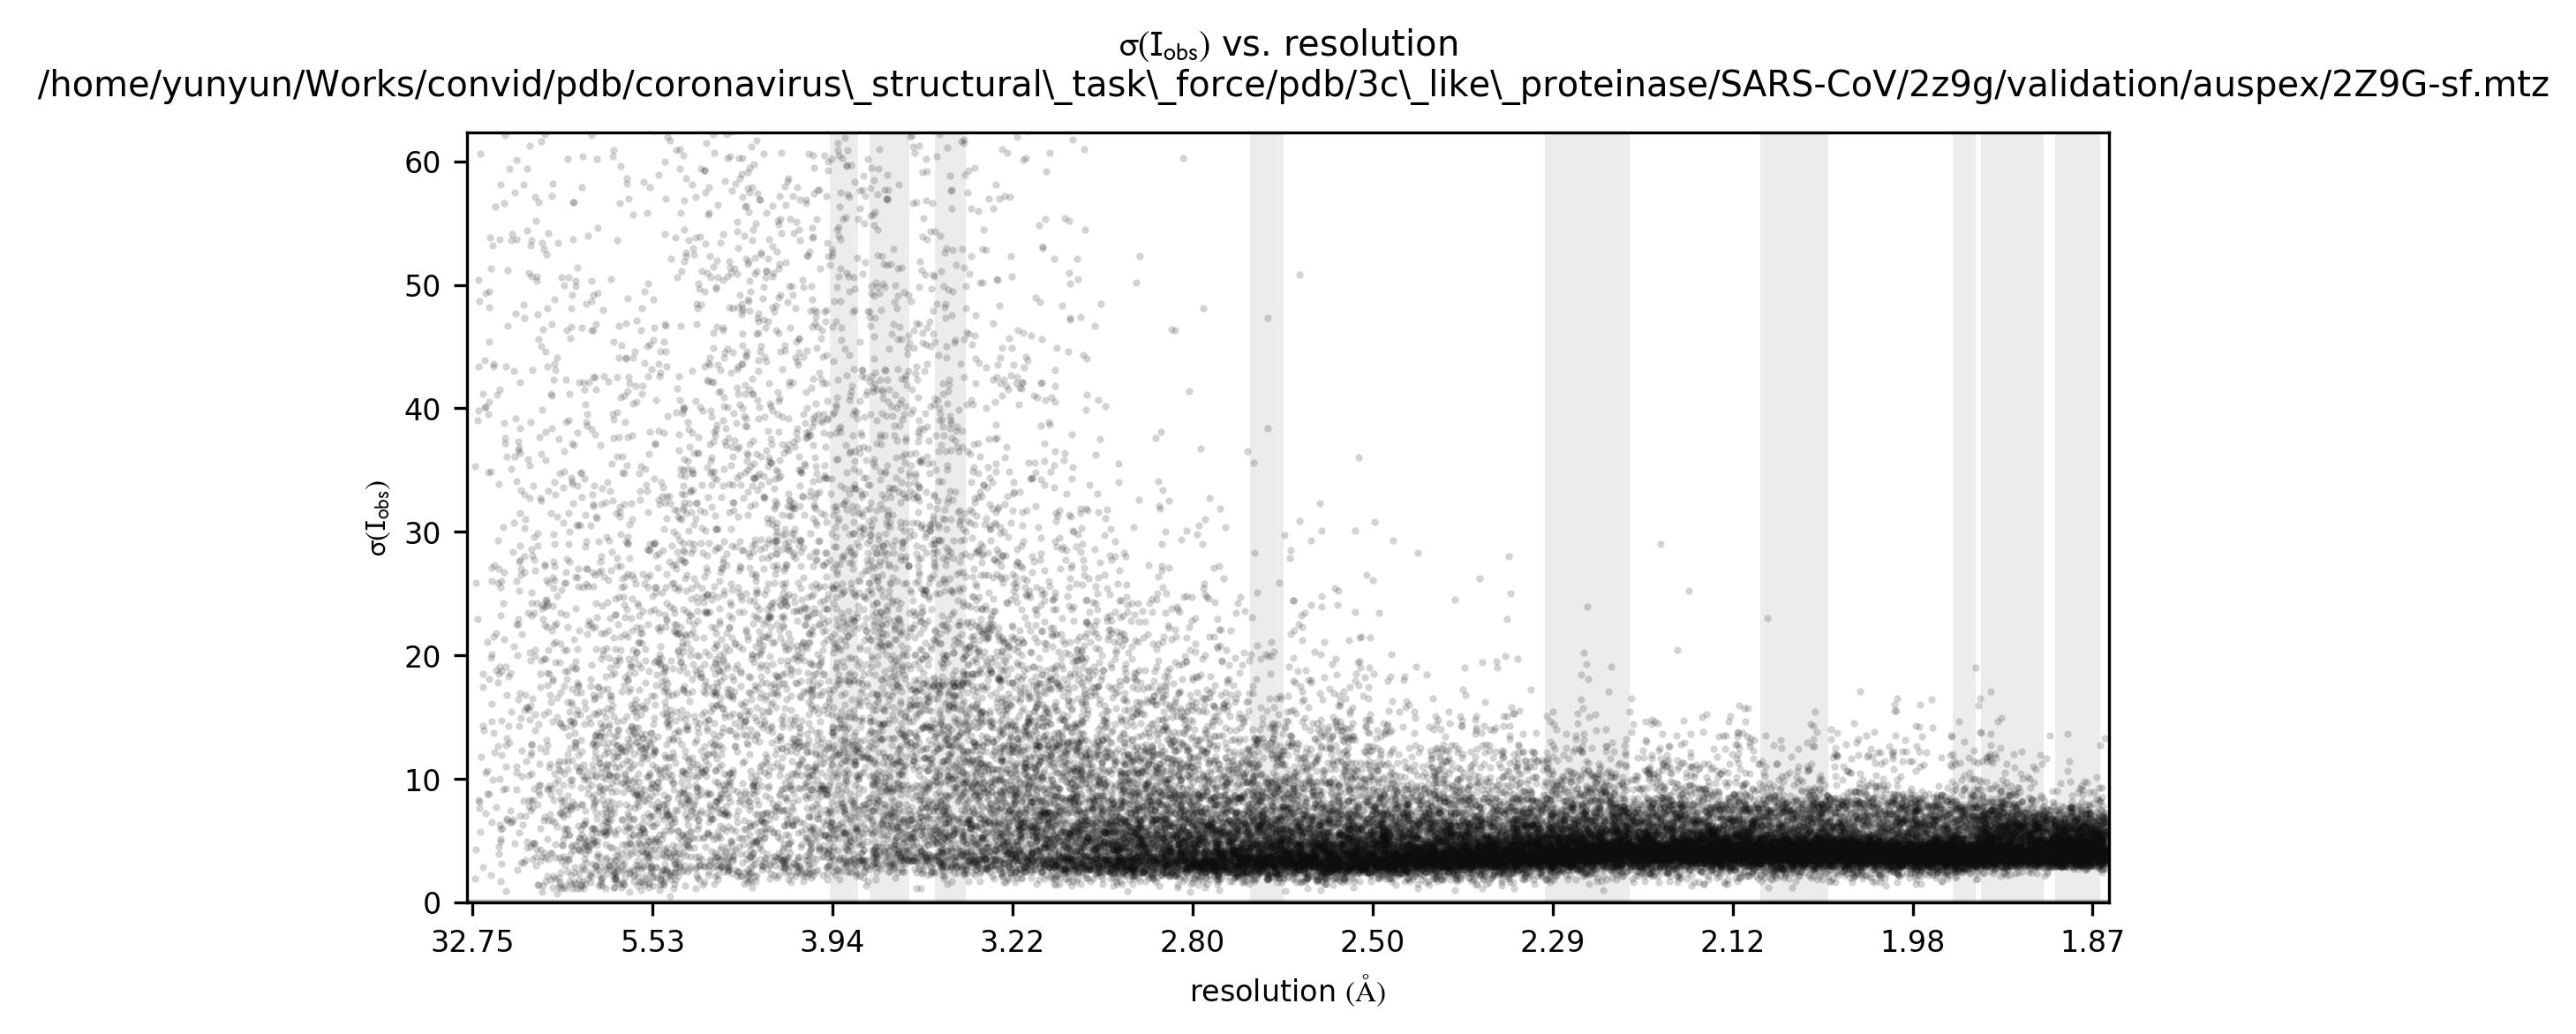 σ(I_obs) vs. resolution
/home/yunyun/Works/convid/pdb/coronavirus\_structural\_task\_force/pdb/3c\_like\_proteinase/SARS-CoV/2z9g/validation/auspex/2Z9G-sf.mtz
σ(I_obs)
60
50
40
30
20
10
0
32.75 5.53 3.94 3.22 2.80 2.50 2.29 2.12 1.98 1.87
resolution (Å)